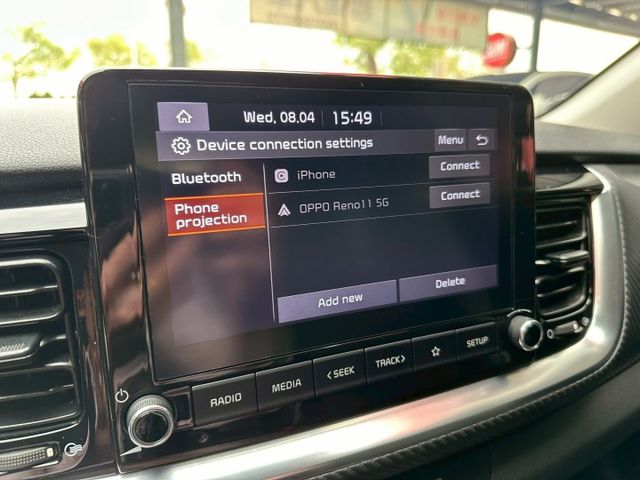 Wed, 08.04 15:49
Device connection settings Menu
Bluetooth
Phone
projection
iPhone Connect
OPPO Reno11 5G Connect
Add new Delete
RADIO MEDIA < SEEK TRACK > SETUP